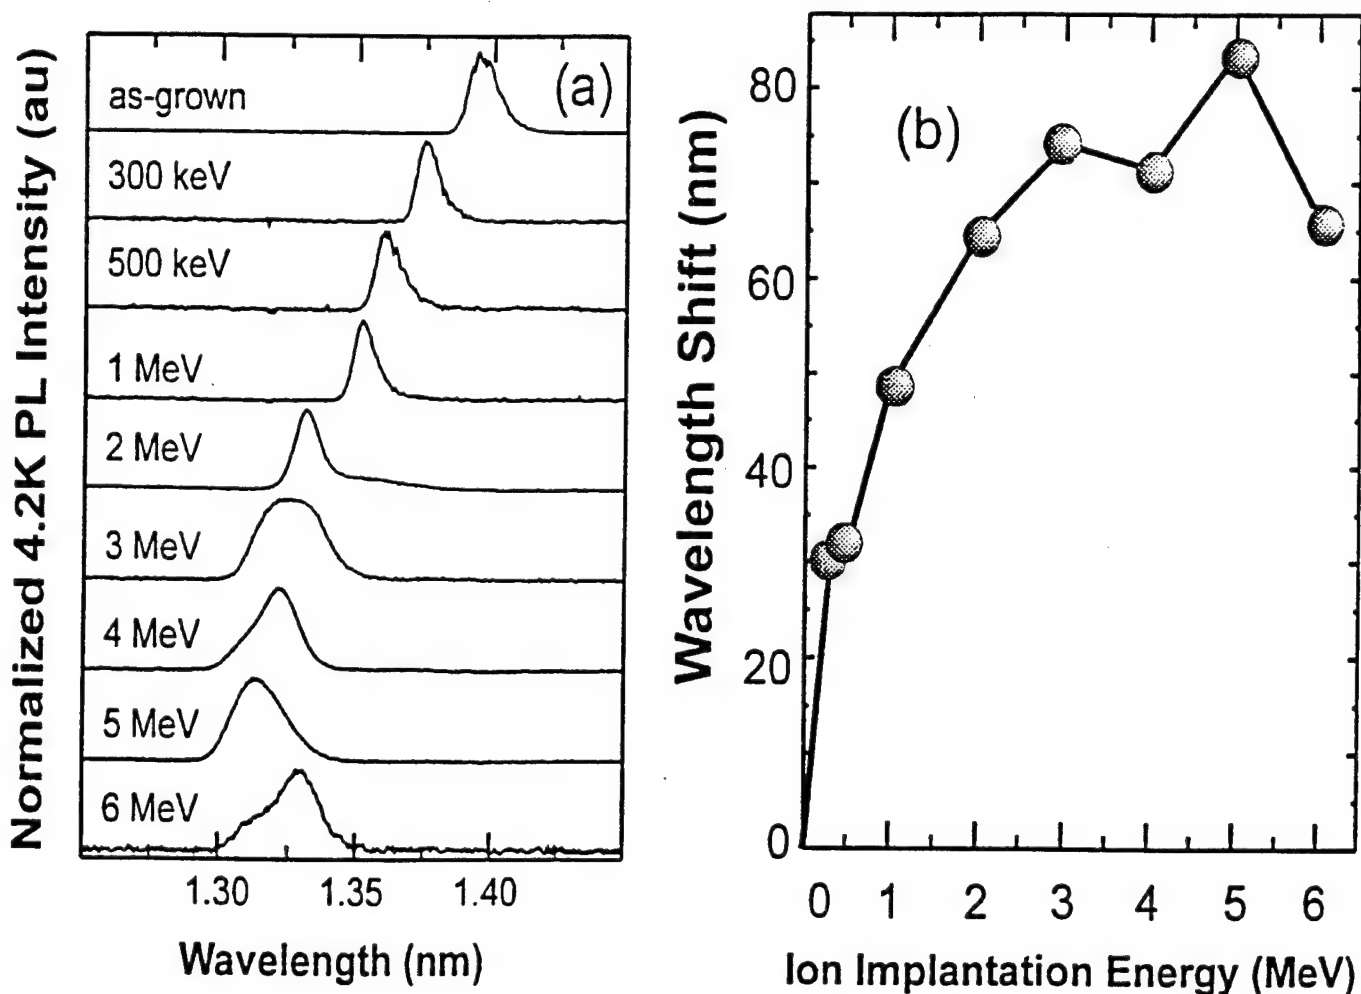 Normalized 4.2K PL Intensity (au)
(a)
as-grown
300 keV
500 keV
1 MeV
2 MeV
3 MeV
4 MeV
5 MeV
6 MeV
1.30 1.35 1.40
Wavelength (nm)
Wavelength Shift (nm)
(b)
80
60
40
20
0
0 1 2 3 4 5 6
Ion Implantation Energy (MeV)